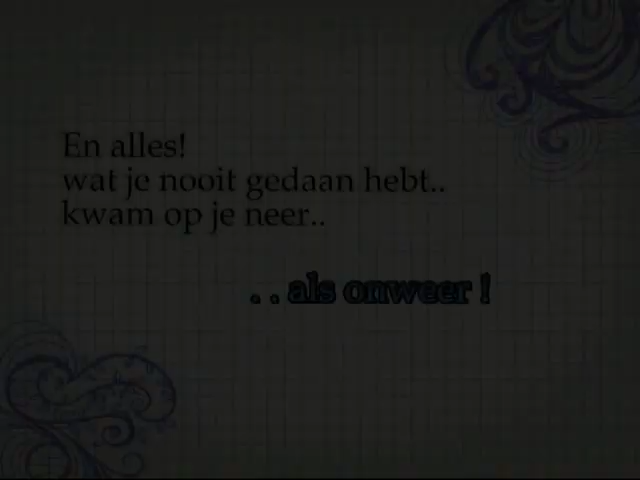 En alles!
wat je nooit gedaan hebt..
kwam op je neer..
. . als onweer !